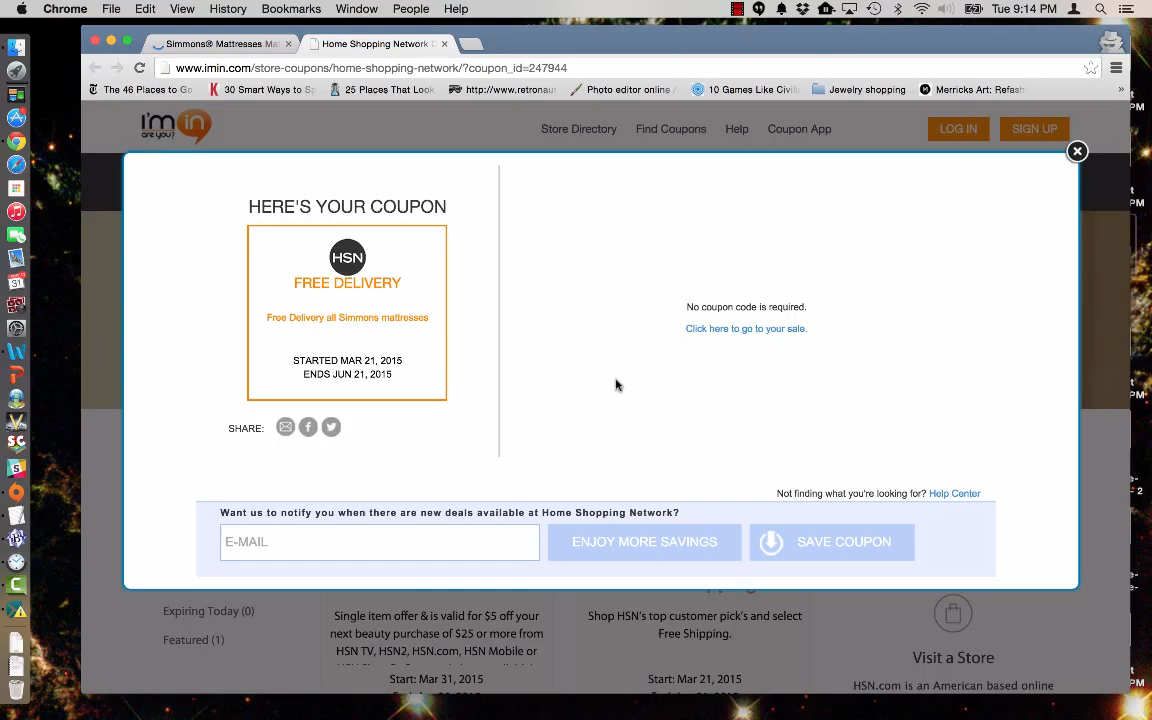 Chrome File Edit View History Bookmarks Window People Help Tue 9:14 PM
Simmons® Mattresses Ma
Home Shopping Network
www.imin.com/store-coupons/home-shopping-network/?coupon_id=247944
The 46 Places to Go
30 Smart Ways to Sp
25 Places That Look
http://www.retronaut
Photo editor online /
10 Games Like Civili
Jewelry shopping
Merricks Art: Refash
»
I'm in
are you?
Store Directory
Find Coupons
Help
Coupon App
LOG IN
SIGN UP
HERE'S YOUR COUPON
HSN
FREE DELIVERY
Free Delivery all Simmons mattresses
STARTED MAR 21, 2015
ENDS JUN 21, 2015
SHARE:
No coupon code is required.
Click here to go to your sale.
Not finding what you're looking for? Help Center
Want us to notify you when there are new deals available at Home Shopping Network?
E-MAIL
ENJOY MORE SAVINGS
SAVE COUPON
Expiring Today (0)
Featured (1)
Single item offer & is valid for $5 off your
next beauty purchase of $25 or more from
HSN TV, HSN2, HSN.com, HSN Mobile or
Start: Mar 31, 2015
Shop HSN's top customer pick's and select
Free Shipping.
Start: Mar 21, 2015
Visit a Store
HSN.com is an American based online